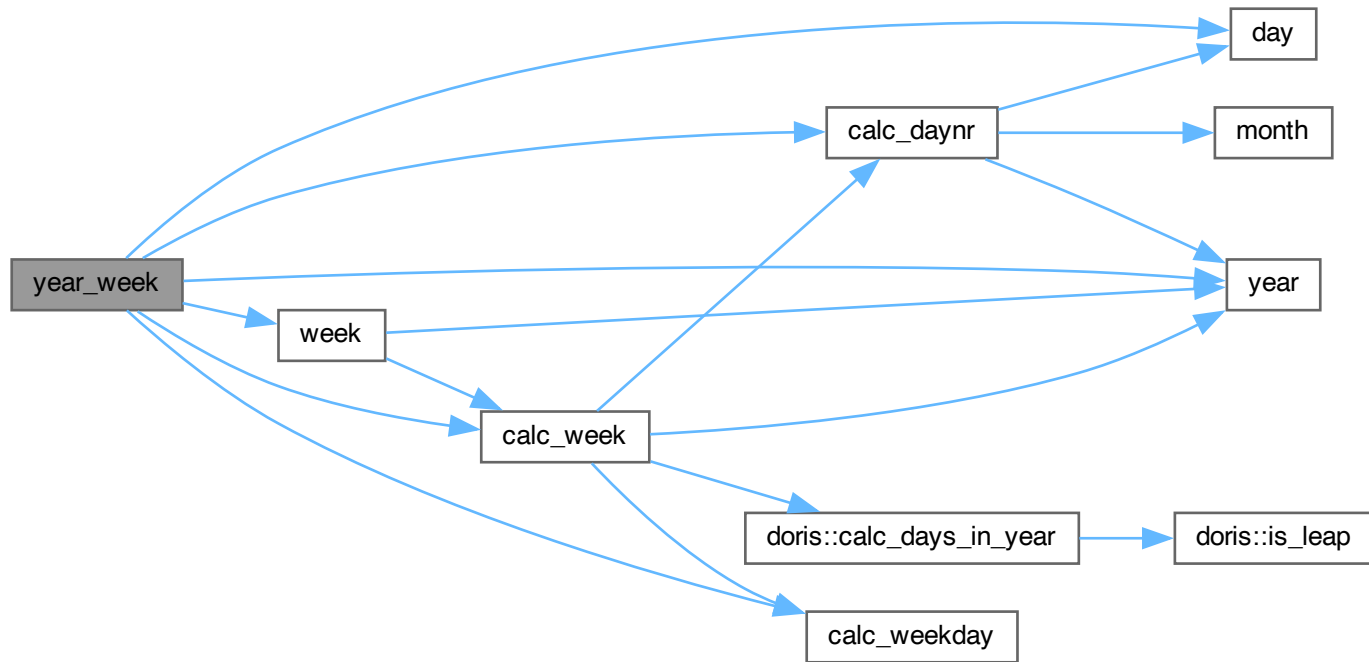 day
calc_daynr
month
year_week
year
week
calc_week
doris::calc_days_in_year
doris::is_leap
calc_weekday